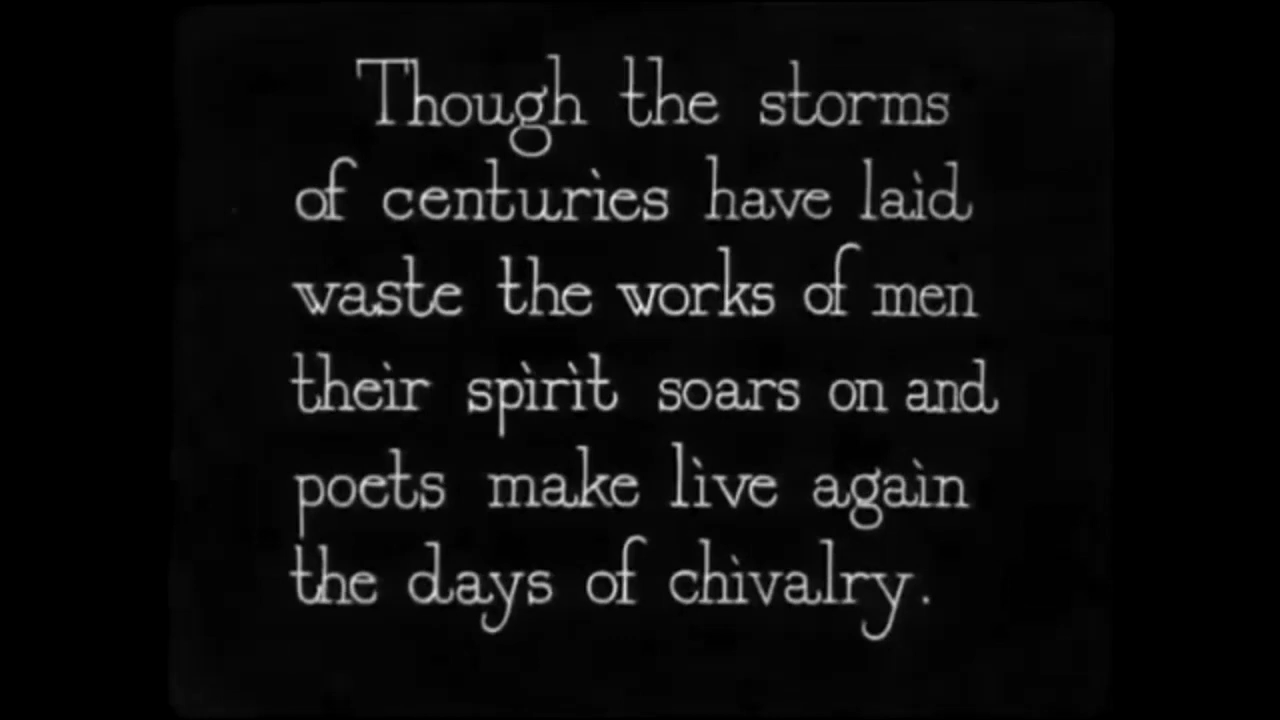 Though the storms
of centuries have laid
waste the works of men
their spirit soars on and
poets make live again
the days of chivalry.